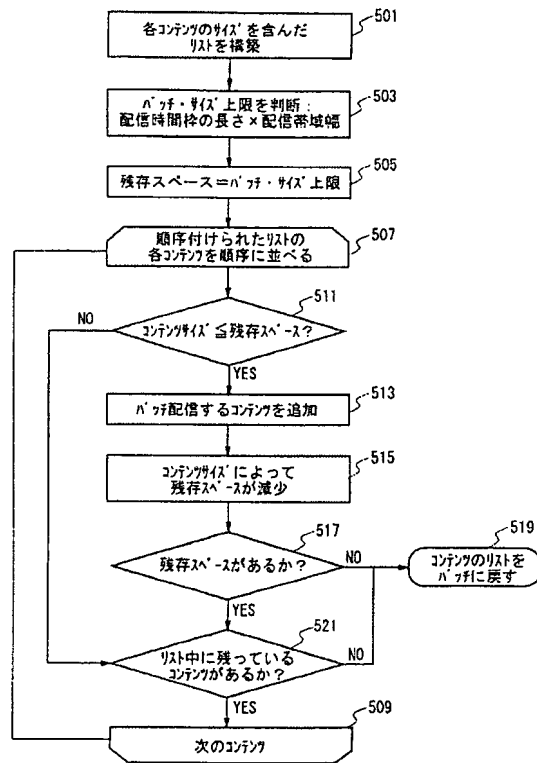 各ｺﾝﾃﾝﾂのｻｲｽﾞを含んだ
リストを構築
501
ﾊﾞｯﾁ・ｻｲｽﾞ上限を判断：
配信時間枠の長さ×配信帯域幅
503
残存スペース＝ﾊﾞｯﾁ・ｻｲｽﾞ上限
505
順序付けられたﾘｽﾄの
各ｺﾝﾃﾝﾂを順序に並べる
507
ｺﾝﾃﾝﾂｻｲｽﾞ≦残存ｽﾍﾟｰｽ？
511
NO
YES
ﾊﾞｯﾁ配信するｺﾝﾃﾝﾂを追加
513
ｺﾝﾃﾝﾂｻｲｽﾞによって
残存ｽﾍﾟｰｽが減少
515
残存ｽﾍﾟｰｽがあるか？
517
NO
YES
ｺﾝﾃﾝﾂのﾘｽﾄを
ﾊﾞｯﾁに戻す
519
ﾘｽﾄ中に残っている
ｺﾝﾃﾝﾂがあるか？
521
NO
YES
次のｺﾝﾃﾝﾂ
509